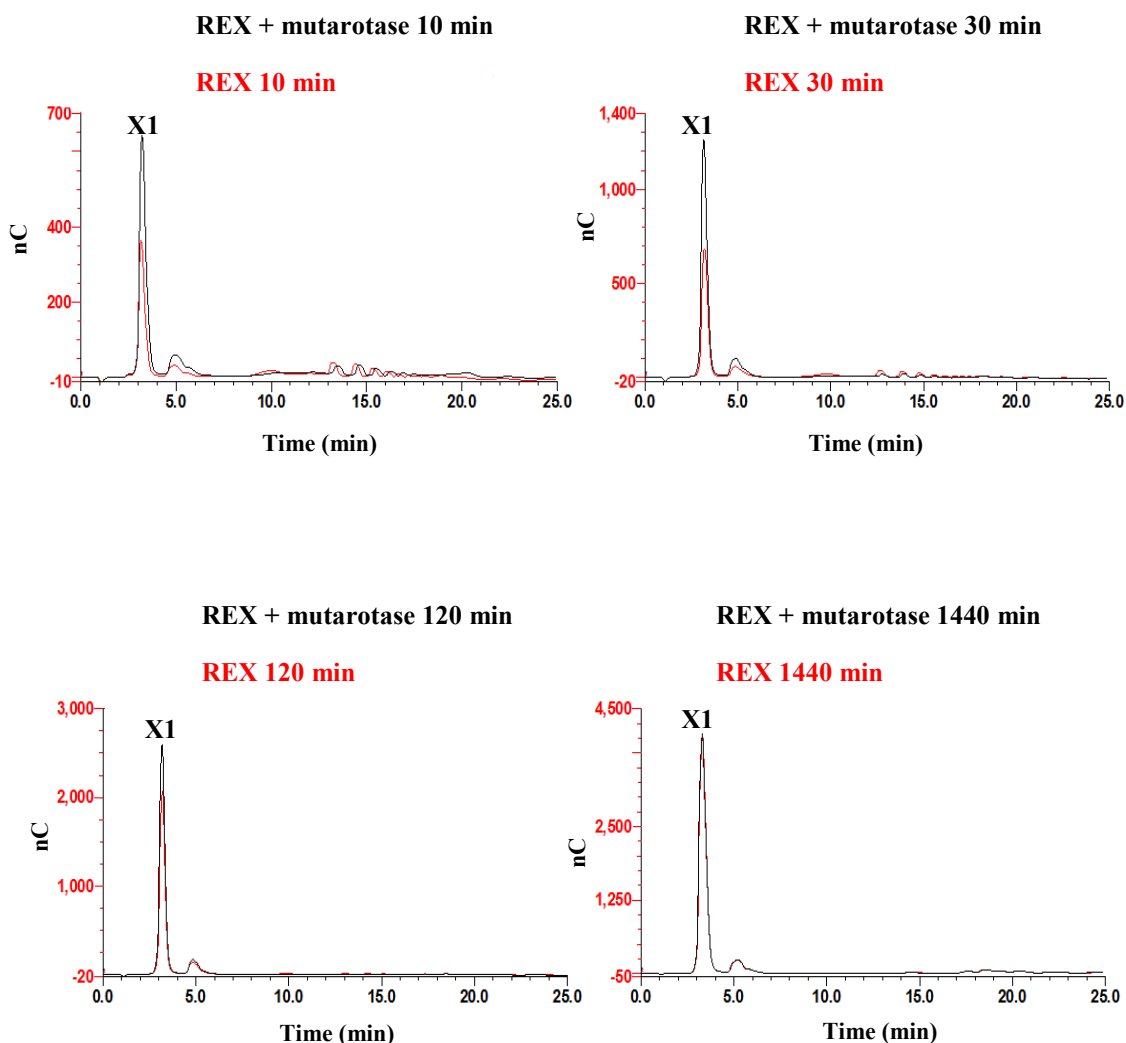 REX + mutarotase 10 min
REX 10 min
700
400
200
-10
nC
X1
0.0 5.0 10.0 15.0 20.0 25.0
Time (min)
REX + mutarotase 30 min
REX 30 min
1,400
1,000
500
-20
nC
X1
0.0 5.0 10.0 15.0 20.0 25.0
Time (min)
REX + mutarotase 120 min
REX 120 min
3,000
2,000
1,000
-20
nC
X1
0.0 5.0 10.0 15.0 20.0 25.0
Time (min)
REX + mutarotase 1440 min
REX 1440 min
4,500
2,500
1,250
-50
nC
X1
0.0 5.0 10.0 15.0 20.0 25.0
Time (min)